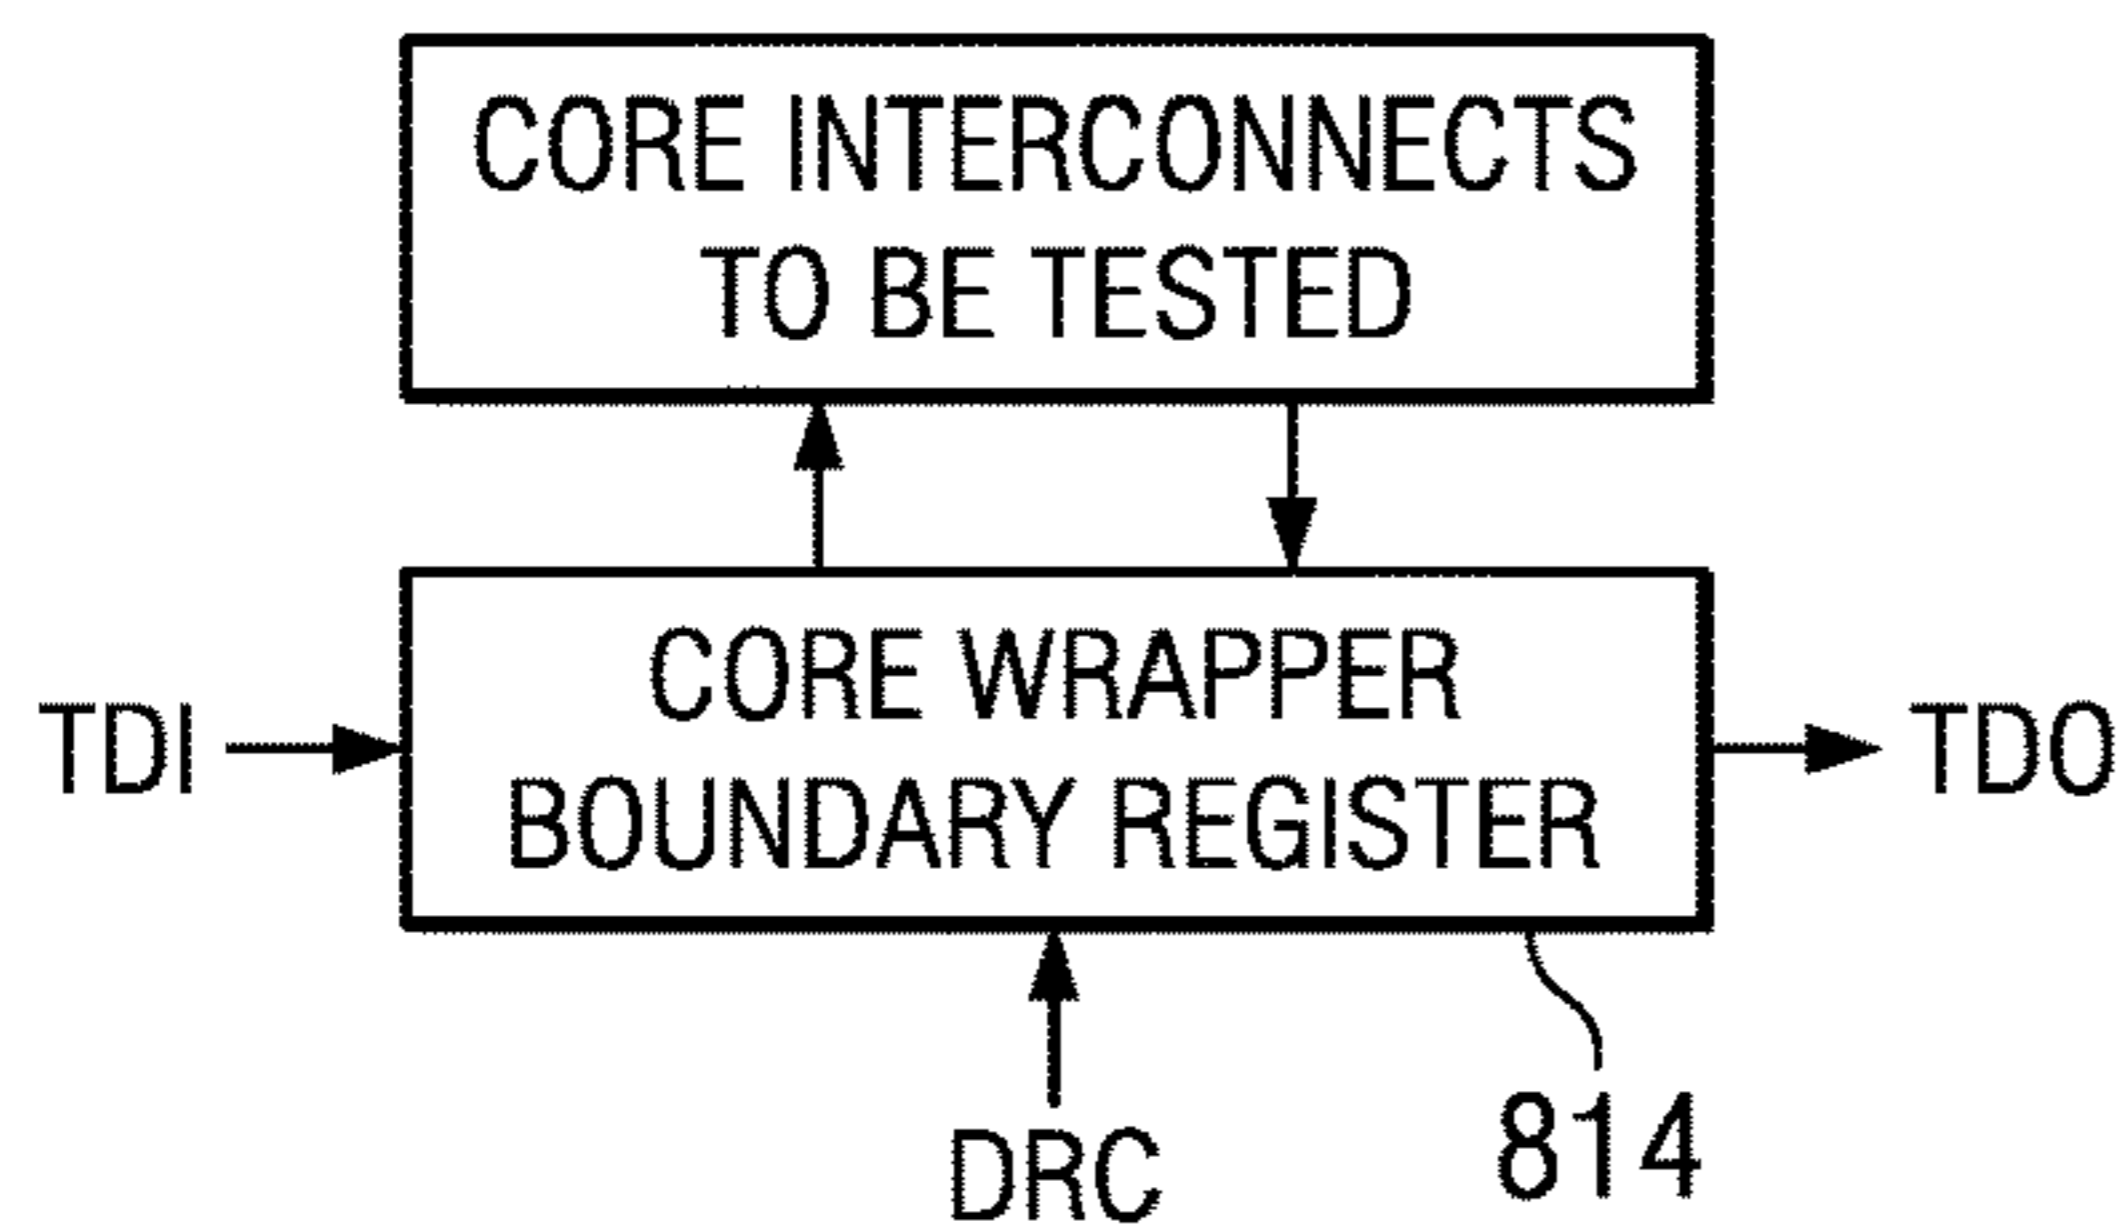 CORE INTERCONNECTS
TO BE TESTED
CORE WRAPPER
BOUNDARY REGISTER
TDI
TDO
DRC
814